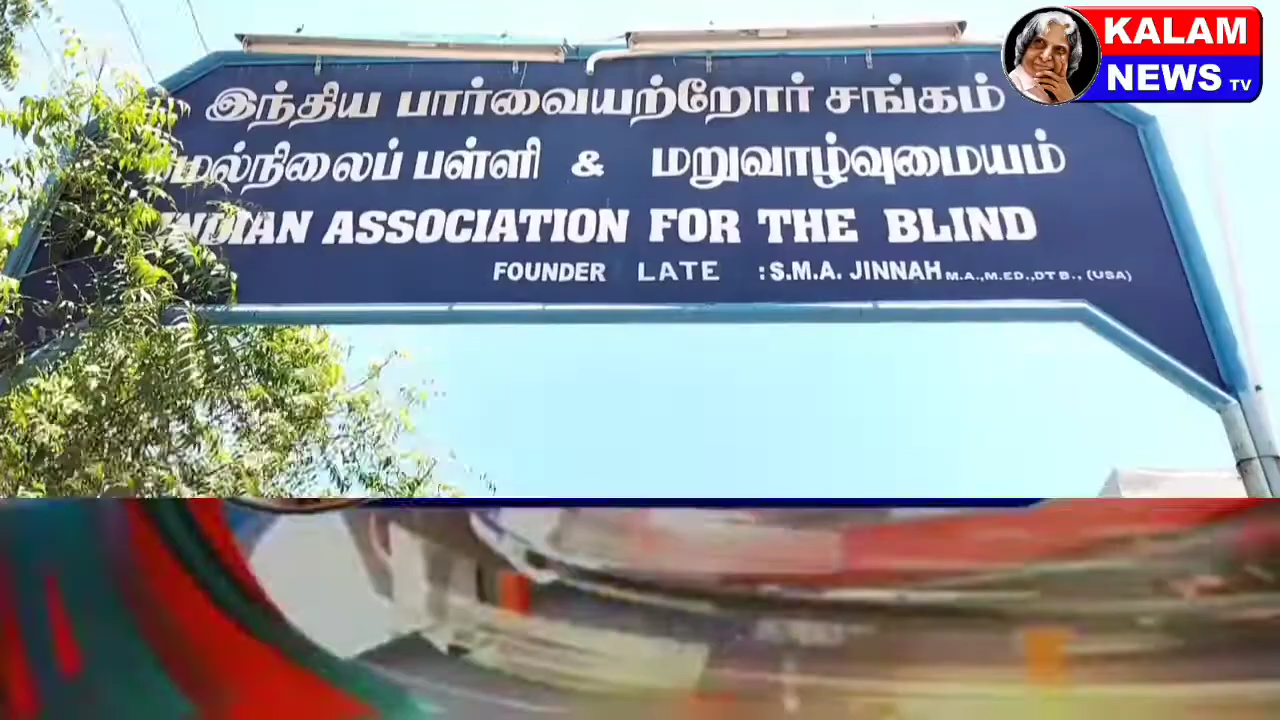 இந்திய பார்வையற்றோர் சங்கம்
மேல்நிலைப் பள்ளி & மறுவாழ்வுமையம்
INDIAN ASSOCIATION FOR THE BLIND
FOUNDER LATE : S.M.A. JINNAH M.A.,M.ED.,DT B., (USA)
KALAM
NEWS TV